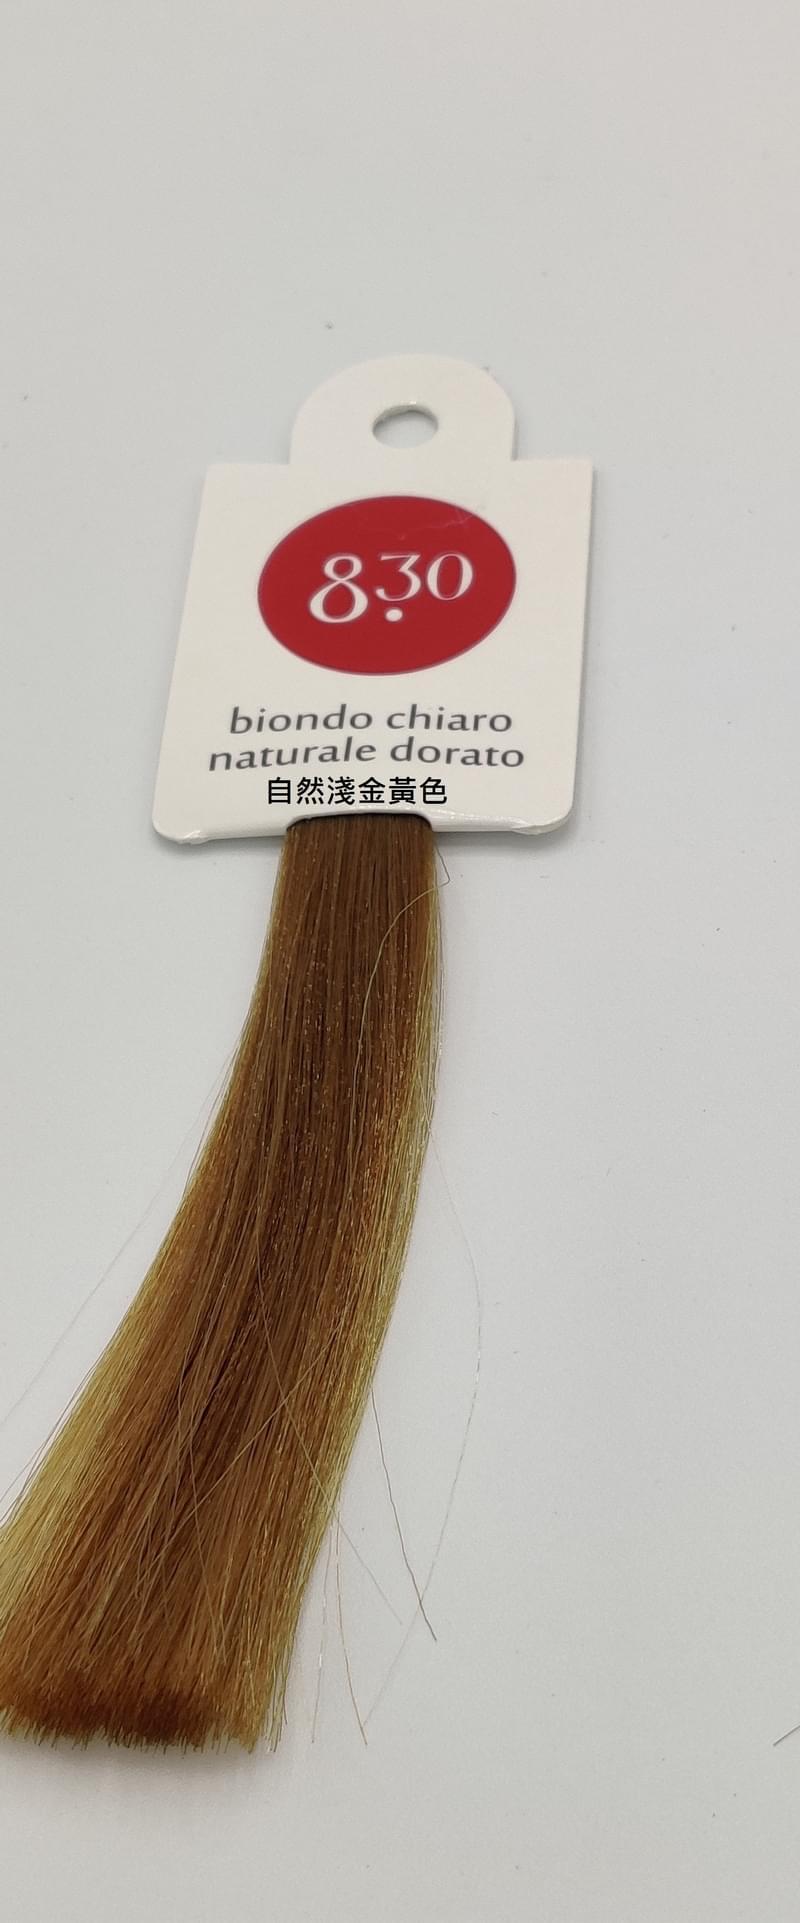 8.30
biondo chiaro
naturale dorato
自然淺金黃色